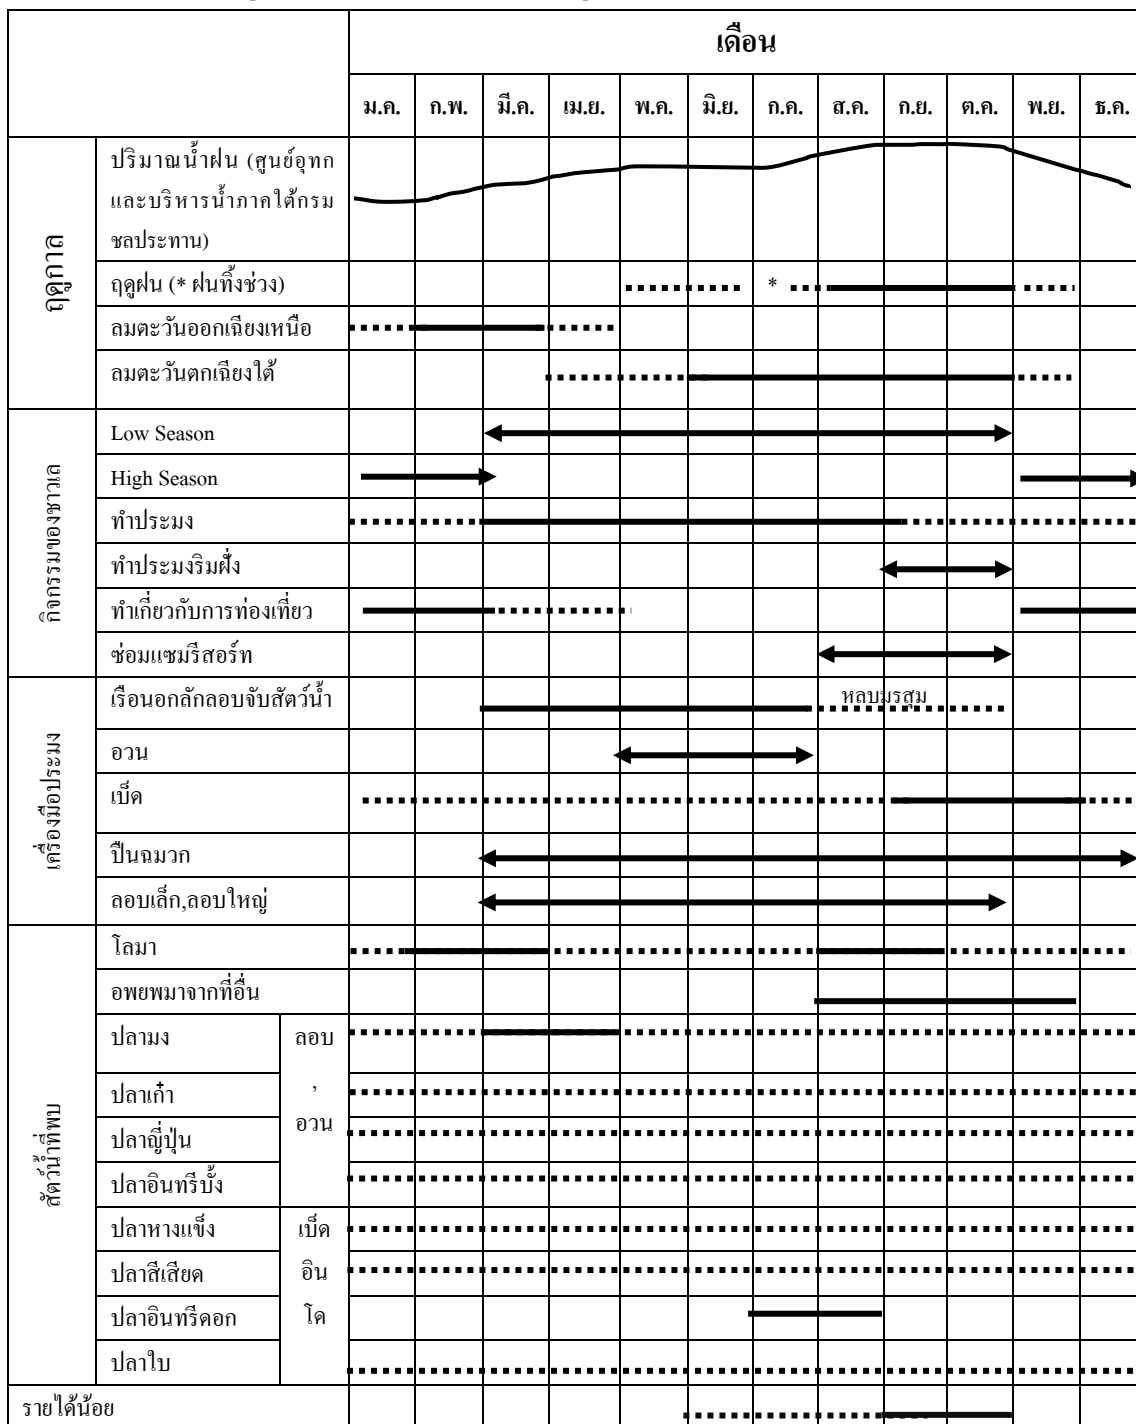 เดือน
ม.ค. ก.พ. มี.ค. เม.ย. พ.ค. มิ.ย. ก.ค. ส.ค. ก.ย. ต.ค. พ.ย. ธ.ค.
ฤดูกาล
ปริมาณน้ำฝน (ศูนย์อุทก
และบริหารน้ำภาคใต้กรม
ชลประทาน)
ฤดูฝน (* ฝนทิ้งช่วง)
*
ลมตะวันออกเฉียงเหนือ
ลมตะวันตกเฉียงใต้
กิจกรรมของชาวเล
Low Season
High Season
ทำประมง
ทำประมงริมฝั่ง
ทำเกี่ยวกับการท่องเที่ยว
ซ่อมแซมรีสอร์ท
เครื่องมือประมง
เรือนอกลักลอบจับสัตว์น้ำ
หลบมรสุม
อวน
เบ็ด
ปืนฉมวก
ลอบเล็ก,ลอบใหญ่
สัตว์น้ำที่พบ
โลมา
อพยพมาจากที่อื่น
ปลามง ลอบ
ปลาเก๋า ,
ปลาญี่ปุ่น อวน
ปลาอินทรีบั้ง
ปลาหางแข็ง เบ็ด
ปลาสีเสียด อิน
ปลาอินทรีดอก โด
ปลาใบ
รายได้น้อย